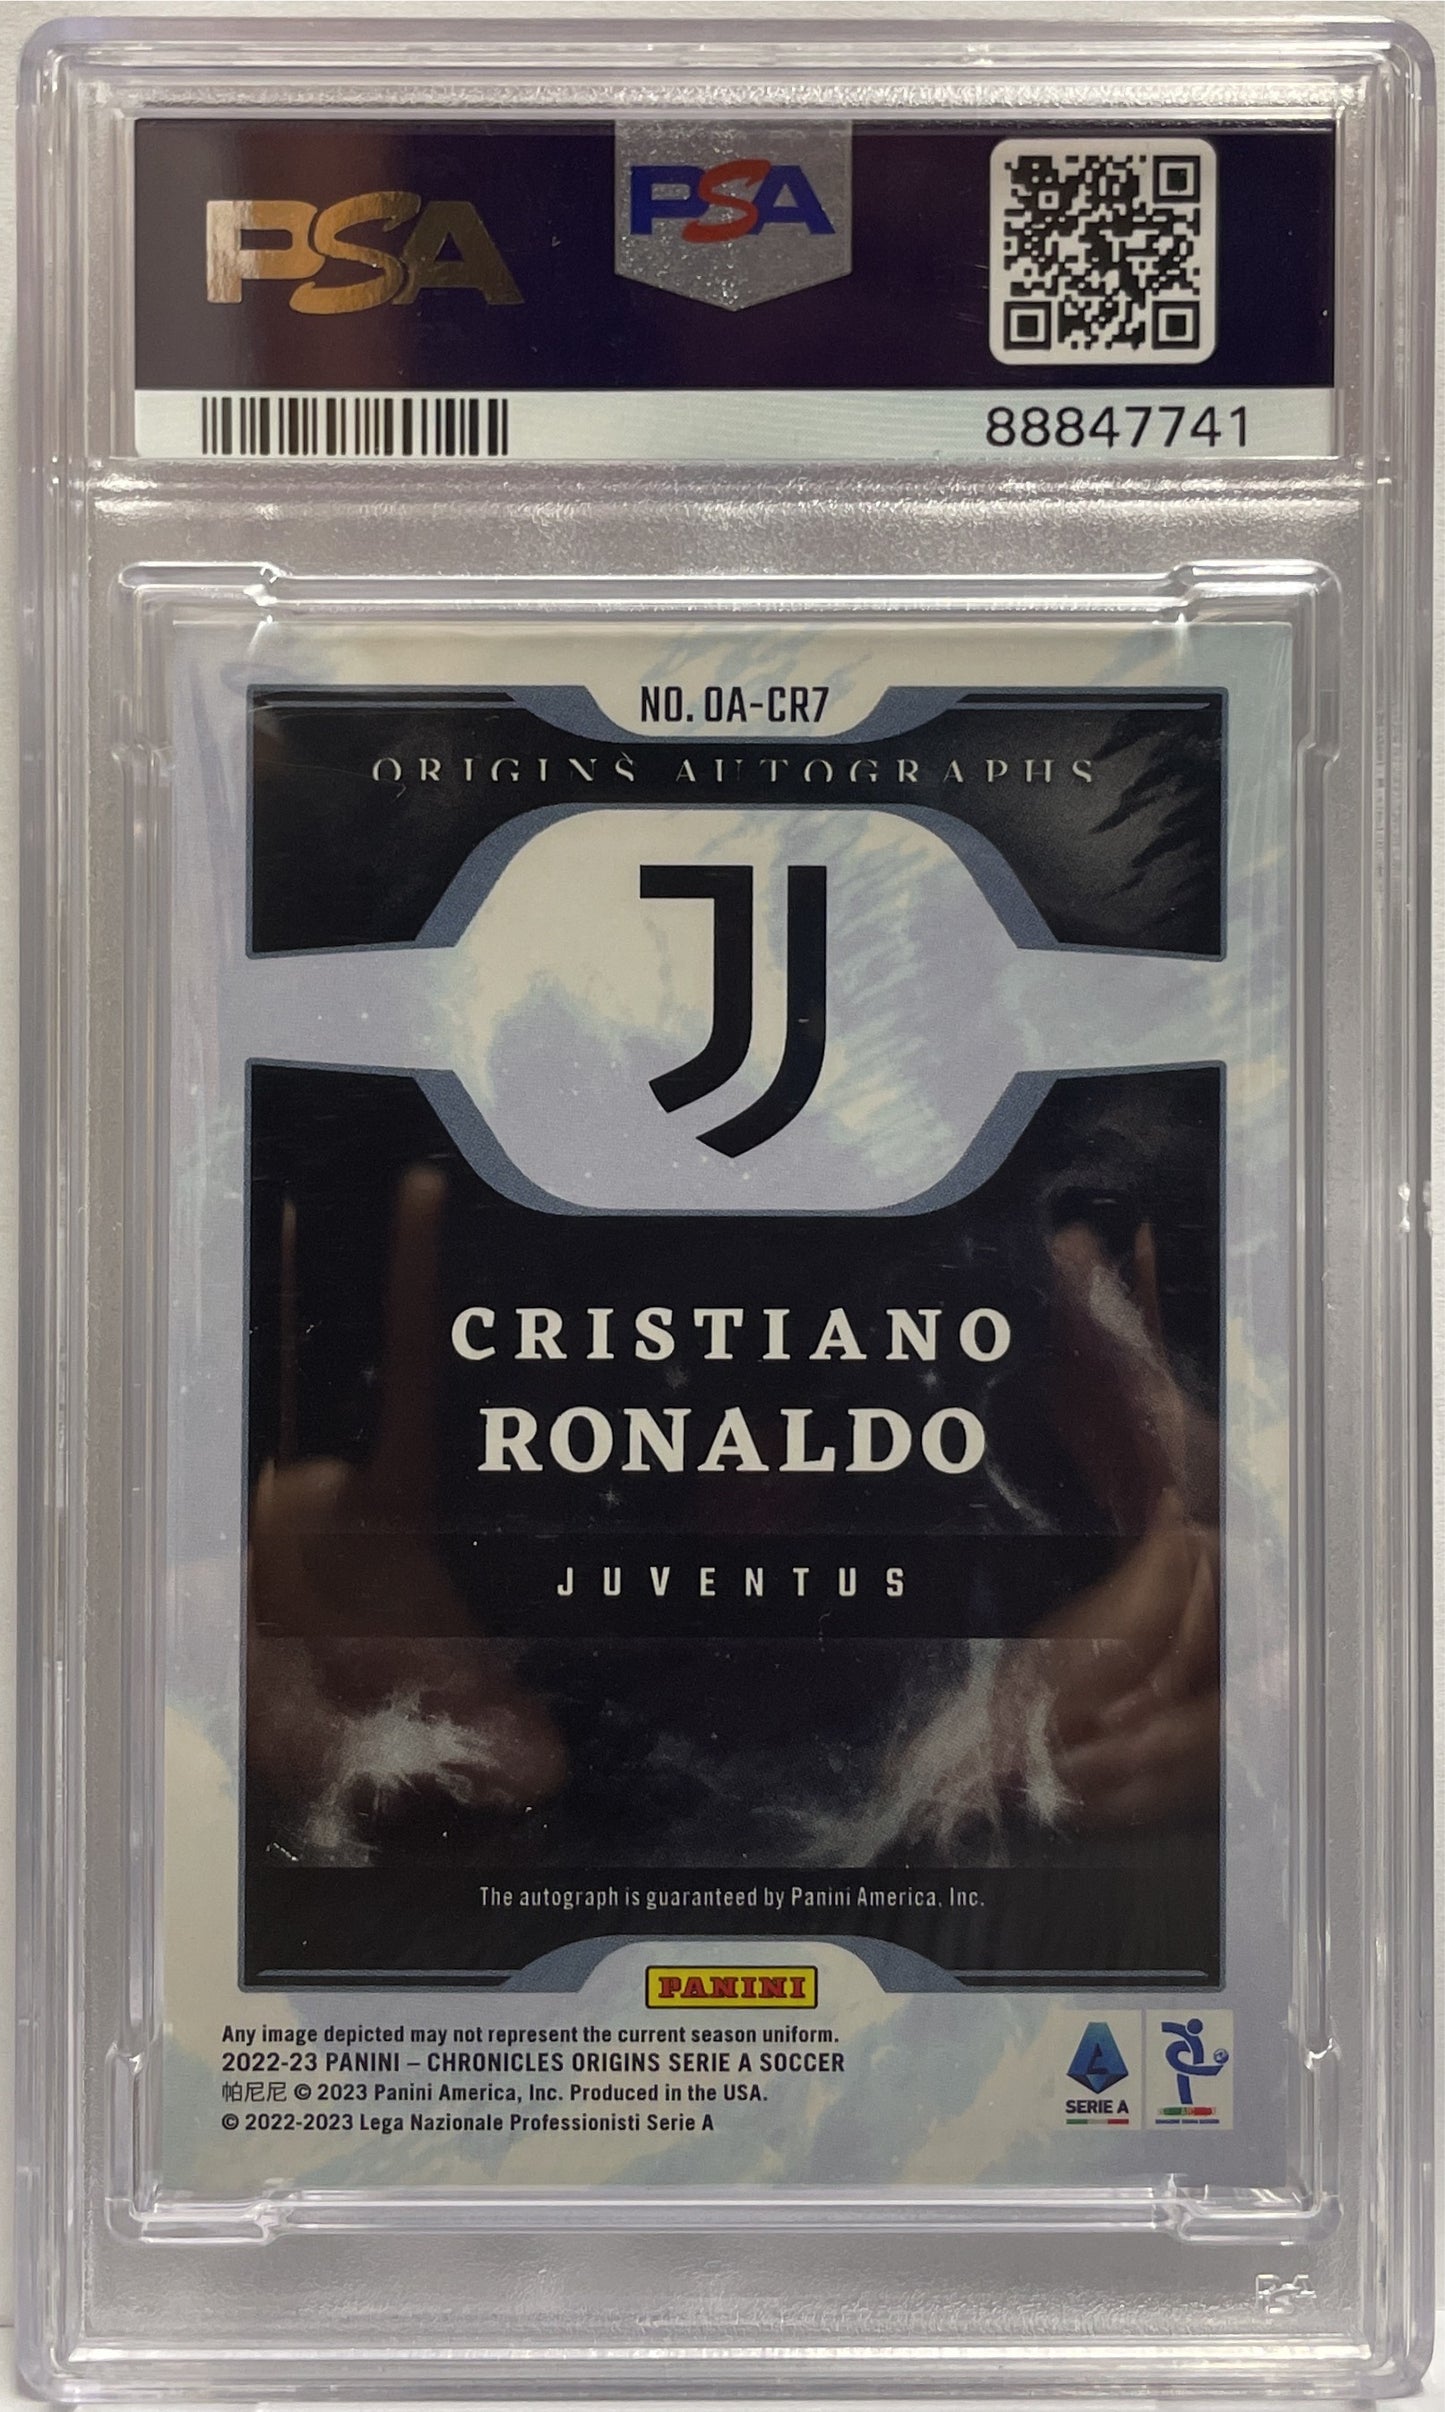 PSA
PSA
88847741
NO. OA-CR7
ORIGINS AUTOGRAPHS
CRISTIANO
RONALDO
JUVENTUS
The autograph is guaranteed by Panini America, Inc.
PANINI
Any image depicted may not represent the current season uniform.
2022-23 PANINI – CHRONICLES ORIGINS SERIE A SOCCER
帕尼尼 © 2023 Panini America, Inc. Produced in the USA.
© 2022-2023 Lega Nazionale Professionisti Serie A
SERIE A
PSA